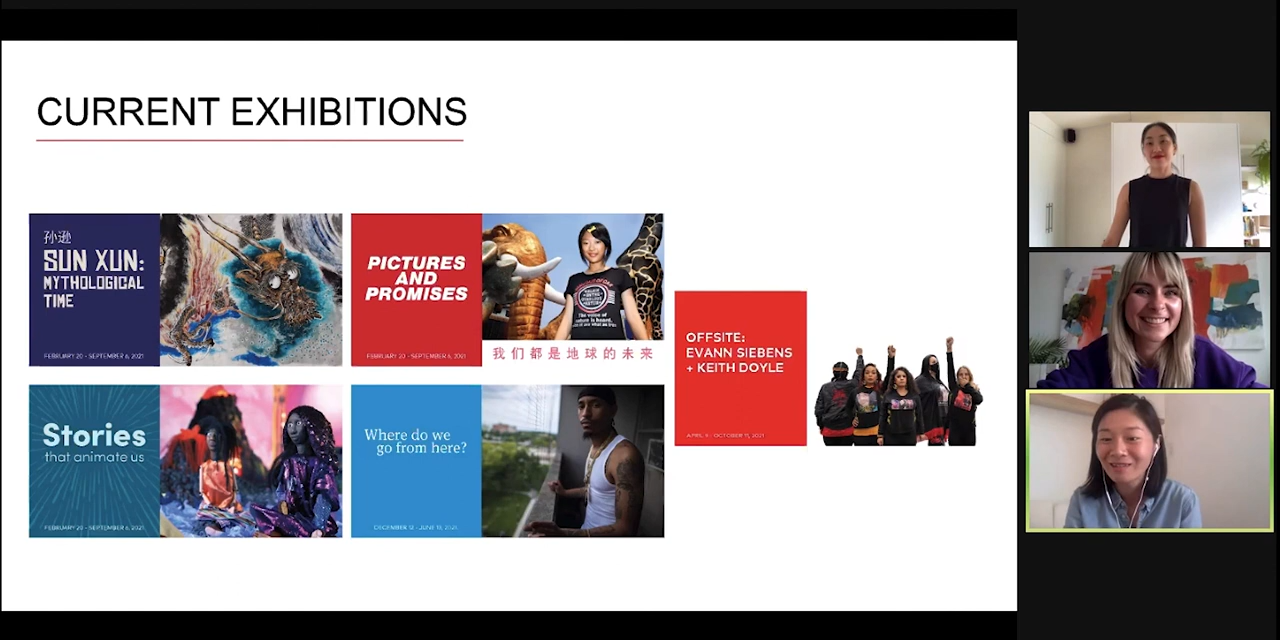 CURRENT EXHIBITIONS
孙逊
SUN XUN:
MYTHOLOGICAL
TIME
FEBRUARY 20 - SEPTEMBER 6, 2021
PICTURES
AND
PROMISES
FEBRUARY 20 - SEPTEMBER 6, 2021
我们都是地球的未来
Stories
that animate us
FEBRUARY 20 - SEPTEMBER 6, 2021
Where do we
go from here?
DECEMBER 12 - JUNE 13, 2021
OFFSITE:
EVANN SIEBENS
+ KEITH DOYLE
OCTOBER 11, 2021